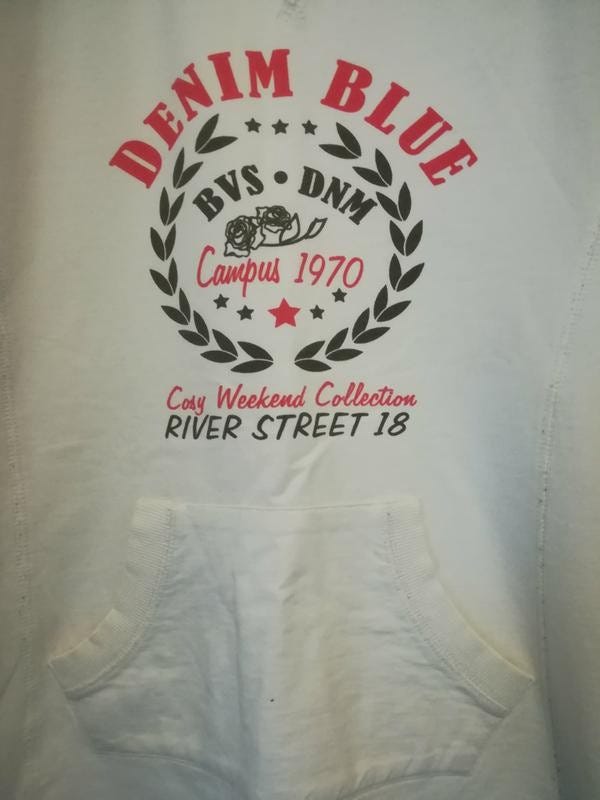 DENIM BLUE
BVS • DNM
Campus 1970
Cosy Weekend Collection
RIVER STREET 18